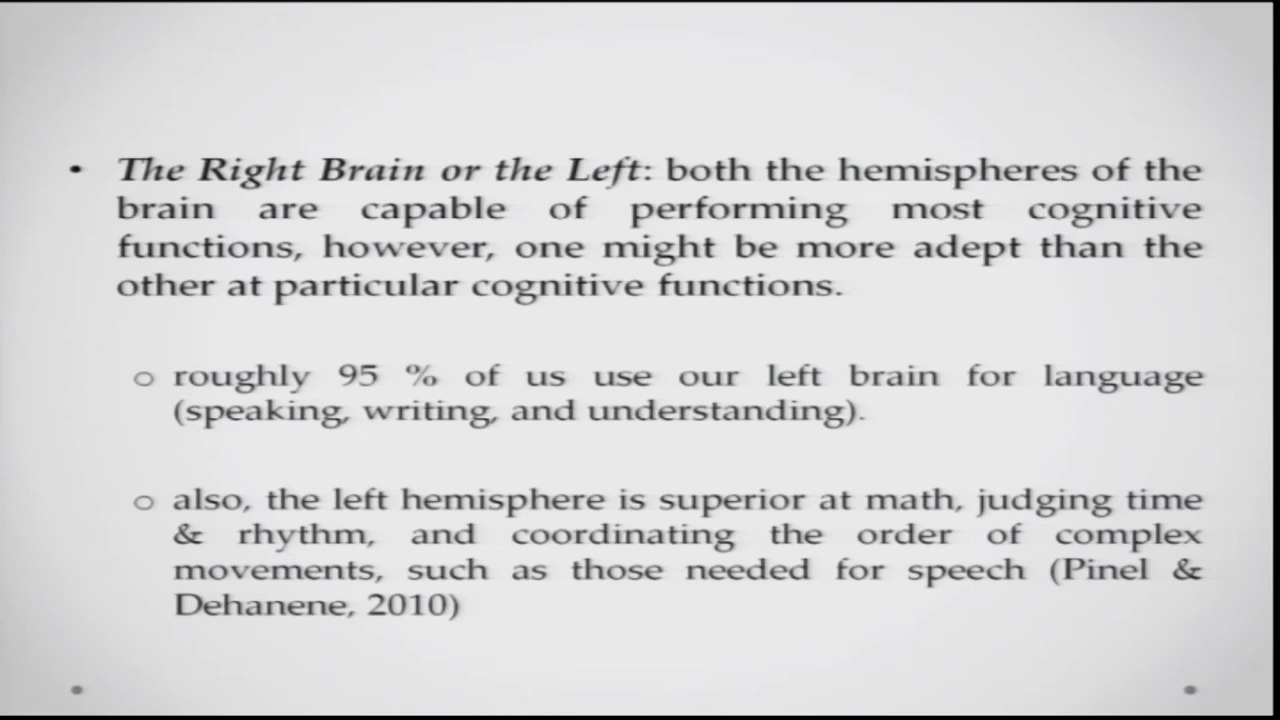 • The Right Brain or the Left: both the hemispheres of the
brain are capable of performing most cognitive
functions, however, one might be more adept than the
other at particular cognitive functions.
o roughly 95 % of us use our left brain for language
(speaking, writing, and understanding).
o also, the left hemisphere is superior at math, judging time
& rhythm, and coordinating the order of complex
movements, such as those needed for speech (Pinel &
Dehanene, 2010)